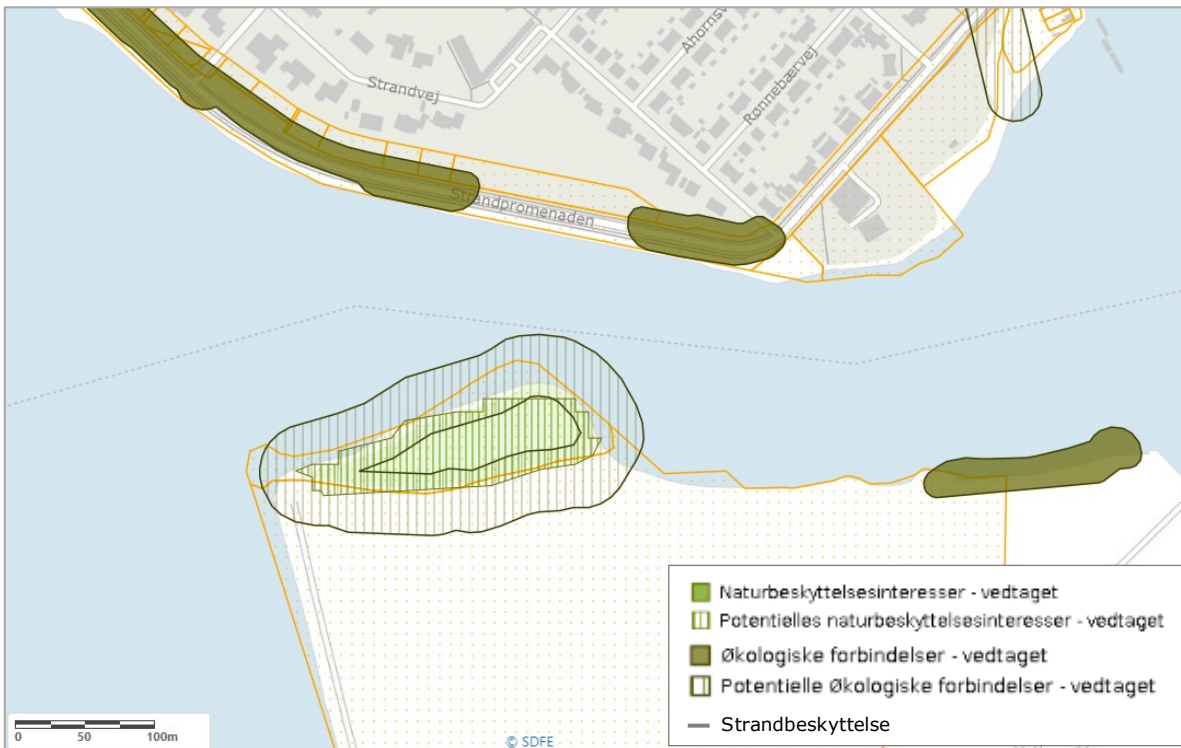 Strandvej
Ahornsv
Rønnebærvej
Strandpromenaden
Naturbeskyttelsesinteresser - vedtaget
Potentielles naturbeskyttelsesinteresser - vedtaget
Økologiske forbindelser - vedtaget
Potentielle Økologiske forbindelser - vedtaget
Strandbeskyttelse
0 50 100m
© SDFE